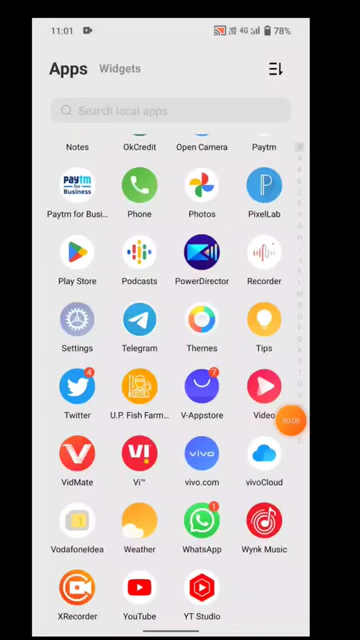 11:01 4G 78%
Apps Widgets
Search local apps
Notes OkCredit Open Camera Paytm
paytm for Business
Paytm for Busi... Phone Photos PixelLab
Play Store Podcasts PowerDirector Recorder
Settings Telegram Themes Tips
4 7
Twitter U.P. Fish Farm... V-Appstore Video
00:00
VI! vivo
VidMate Vi™ vivo.com vivoCloud
1
VodafoneIdea Weather WhatsApp Wynk Music
XRecorder YouTube YT Studio